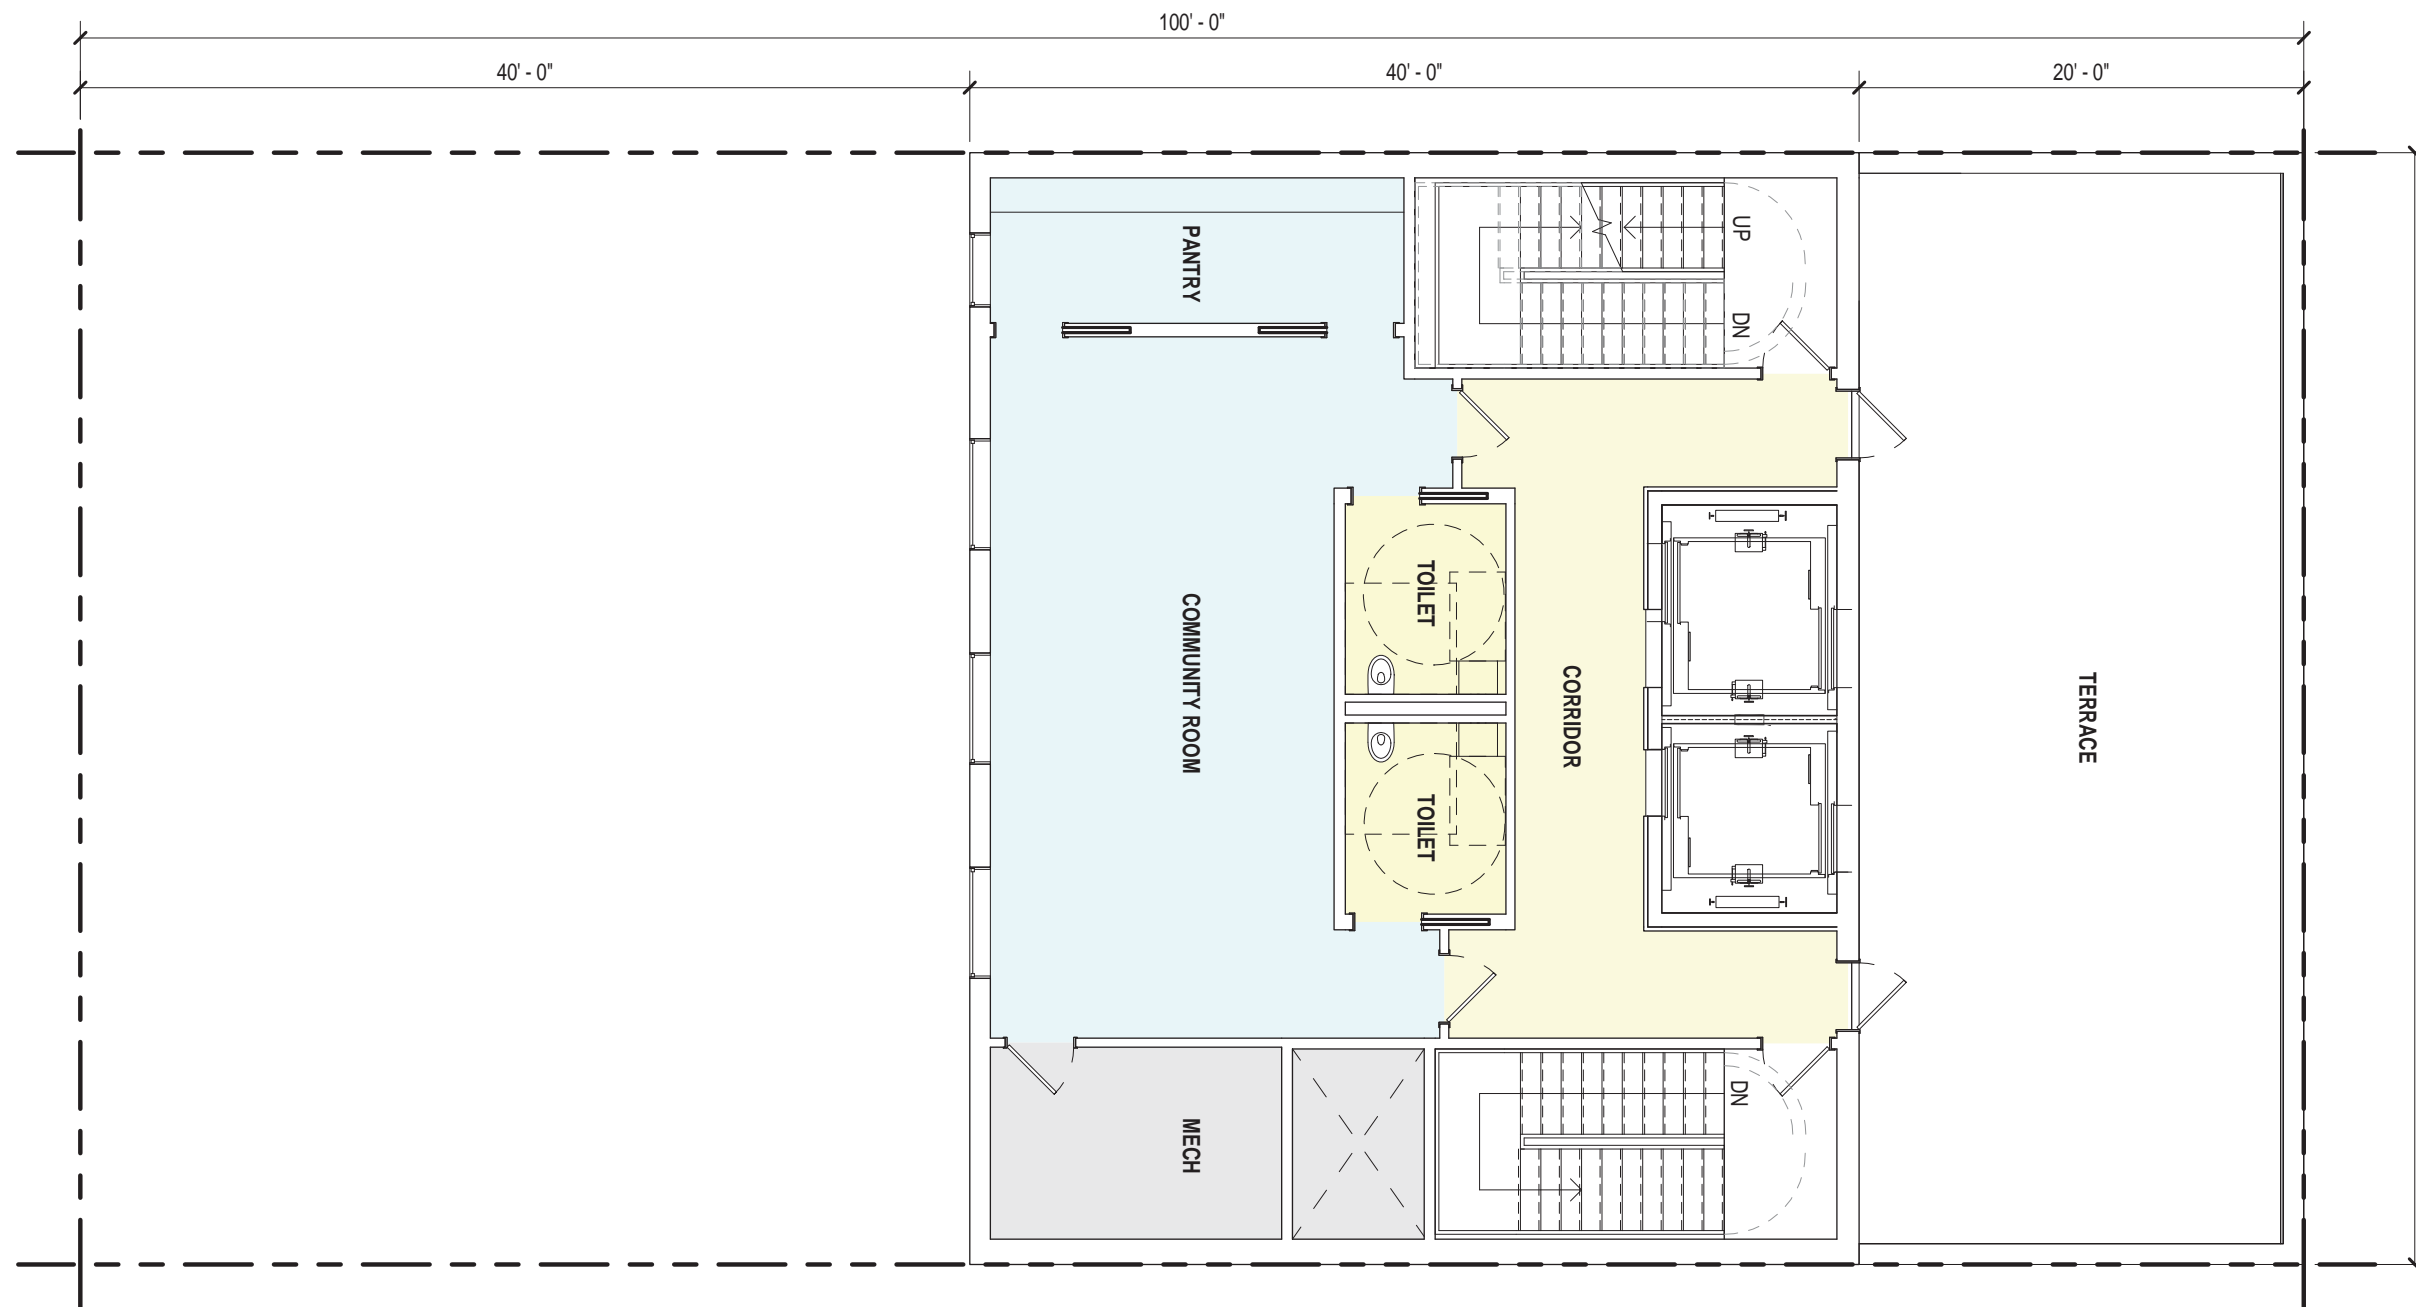 100' - 0"
40' - 0"
40' - 0"
20' - 0"
PANTRY
UP
DN
COMMUNITY ROOM
TOILET
TOILET
CORRIDOR
TERRACE
MECH
DN